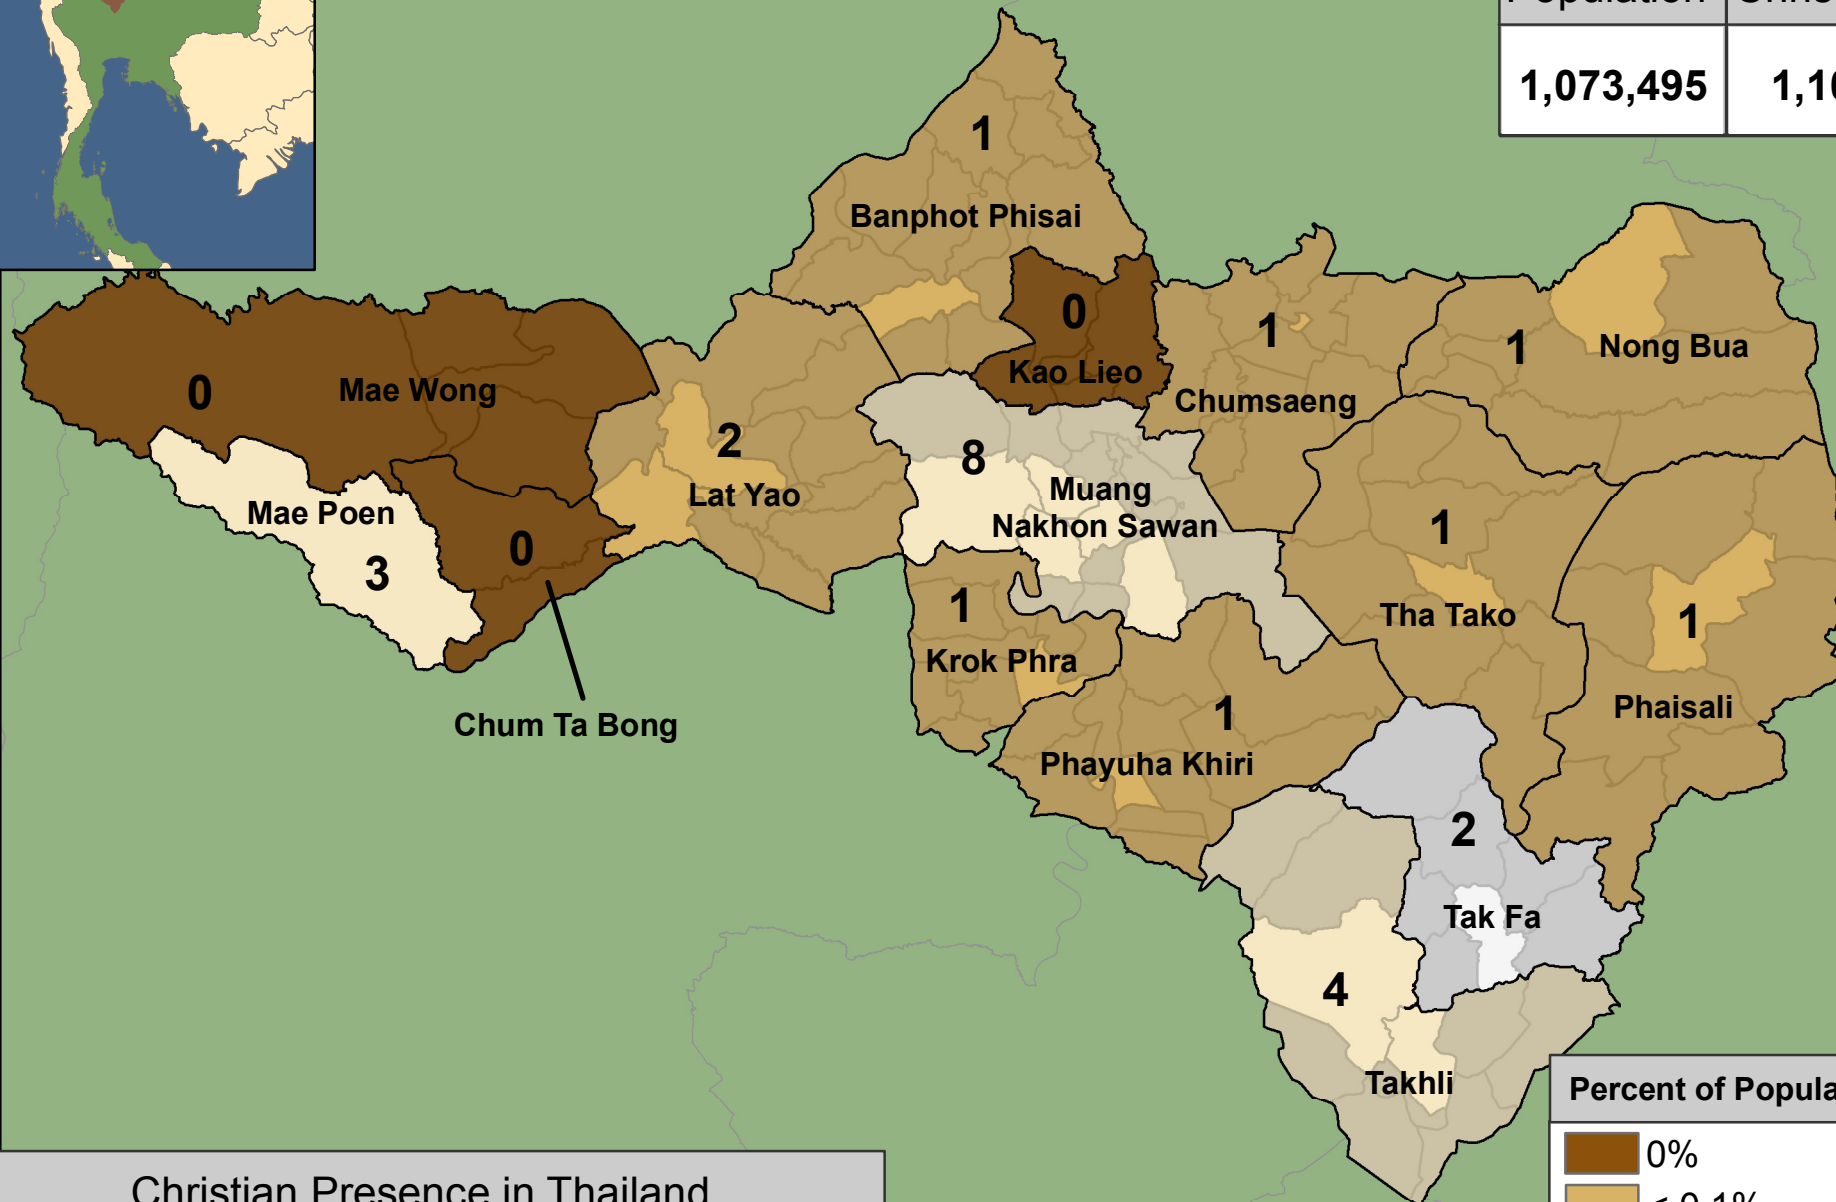 1,073,495
1
Banphot Phisai
0
Kao Lieo
1
Chumsaeng
1
Nong Bua
0
Mae Wong
2
Lat Yao
8
Muang
Nakhon Sawan
Mae Poen
3
0
Chum Ta Bong
1
Krok Phra
1
Tha Tako
1
Phaisali
1
Phayuha Khiri
2
Tak Fa
4
Takhli
Percent of
0%
Christian Presence in Thailand